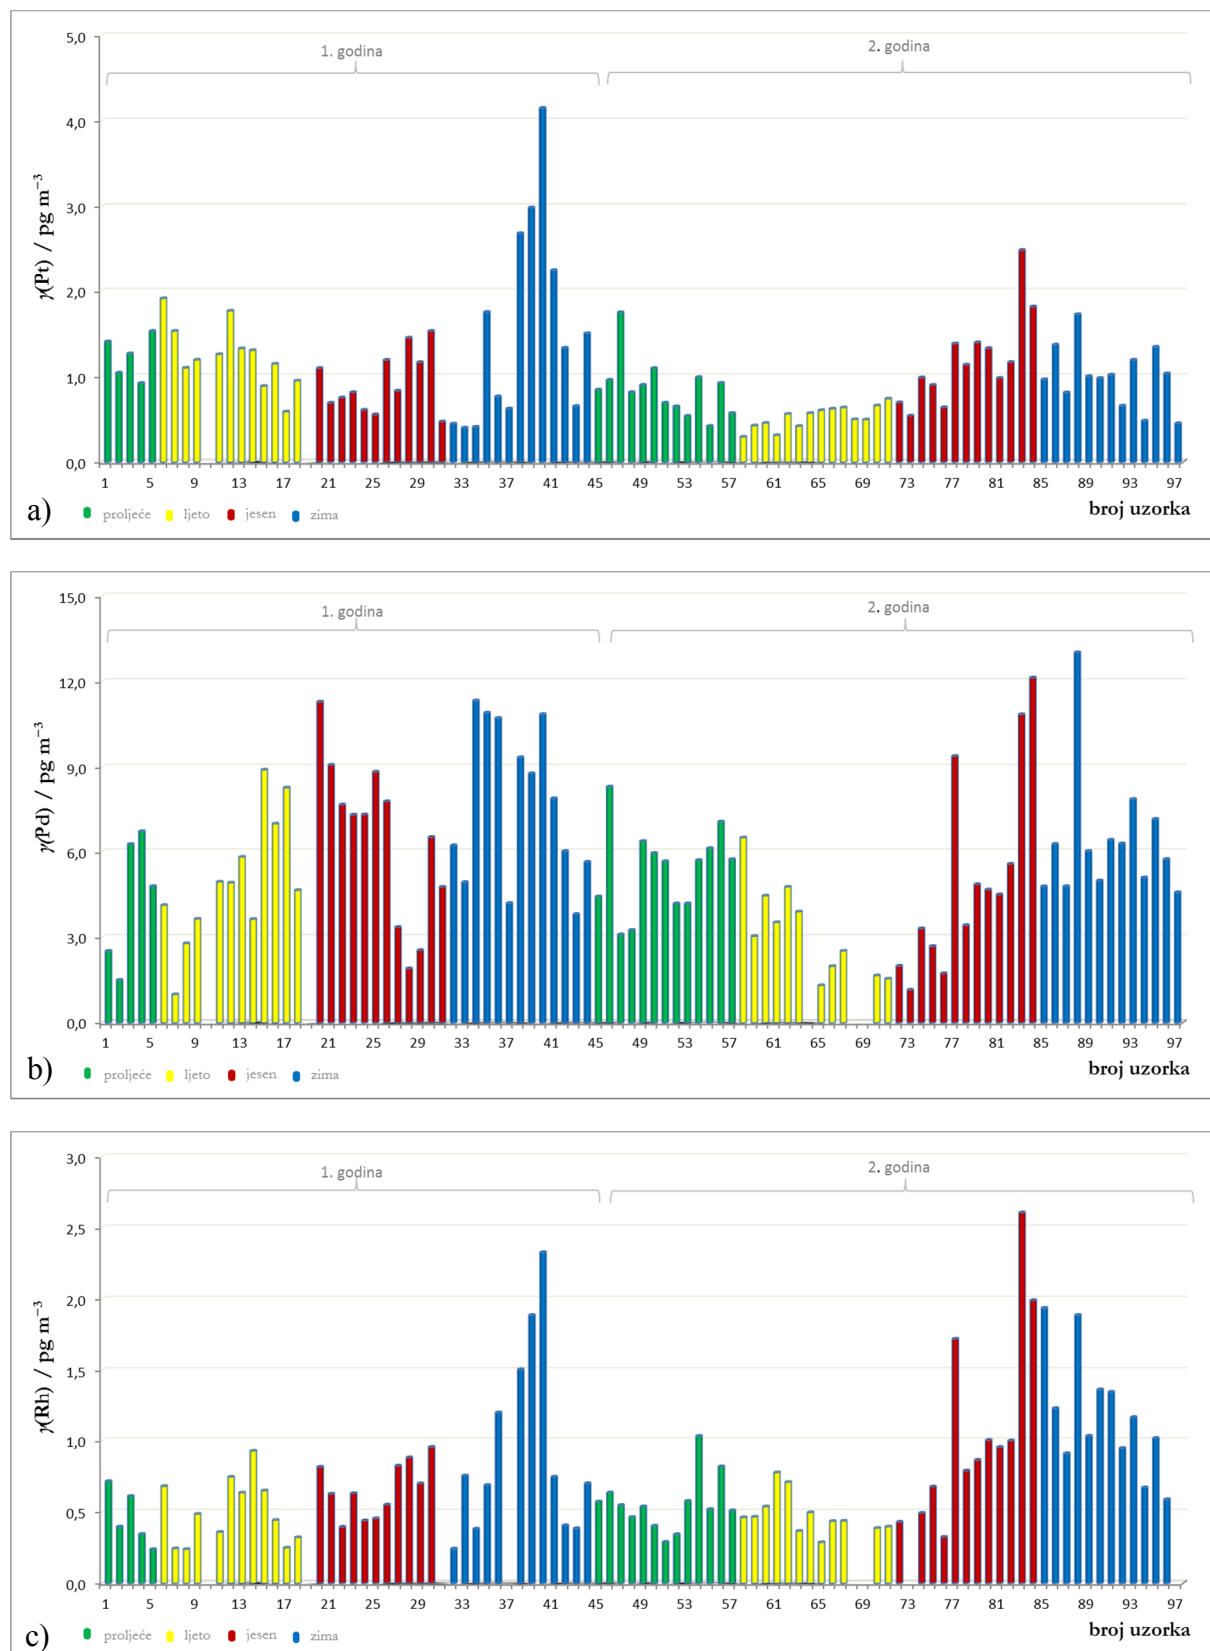 5,0
1. godina
2. godina
4,0
3,0
γ(Pt) / pg m⁻³
2,0
1,0
0,0
1 5 9 13 17 21 25 29 33 37 41 45 49 53 57 61 65 69 73 77 81 85 89 93 97
a)
proljeće ljeto jesen zima
broj uzorka
15,0
1. godina
2. godina
12,0
9,0
γ(Pd) / pg m⁻³
6,0
3,0
0,0
1 5 9 13 17 21 25 29 33 37 41 45 49 53 57 61 65 69 73 77 81 85 89 93 97
b)
proljeće ljeto jesen zima
broj uzorka
3,0
1. godina
2. godina
2,5
2,0
γ(Rh) / pg m⁻³
1,5
1,0
0,5
0,0
1 5 9 13 17 21 25 29 33 37 41 45 49 53 57 61 65 69 73 77 81 85 89 93 97
c)
proljeće ljeto jesen zima
broj uzorka